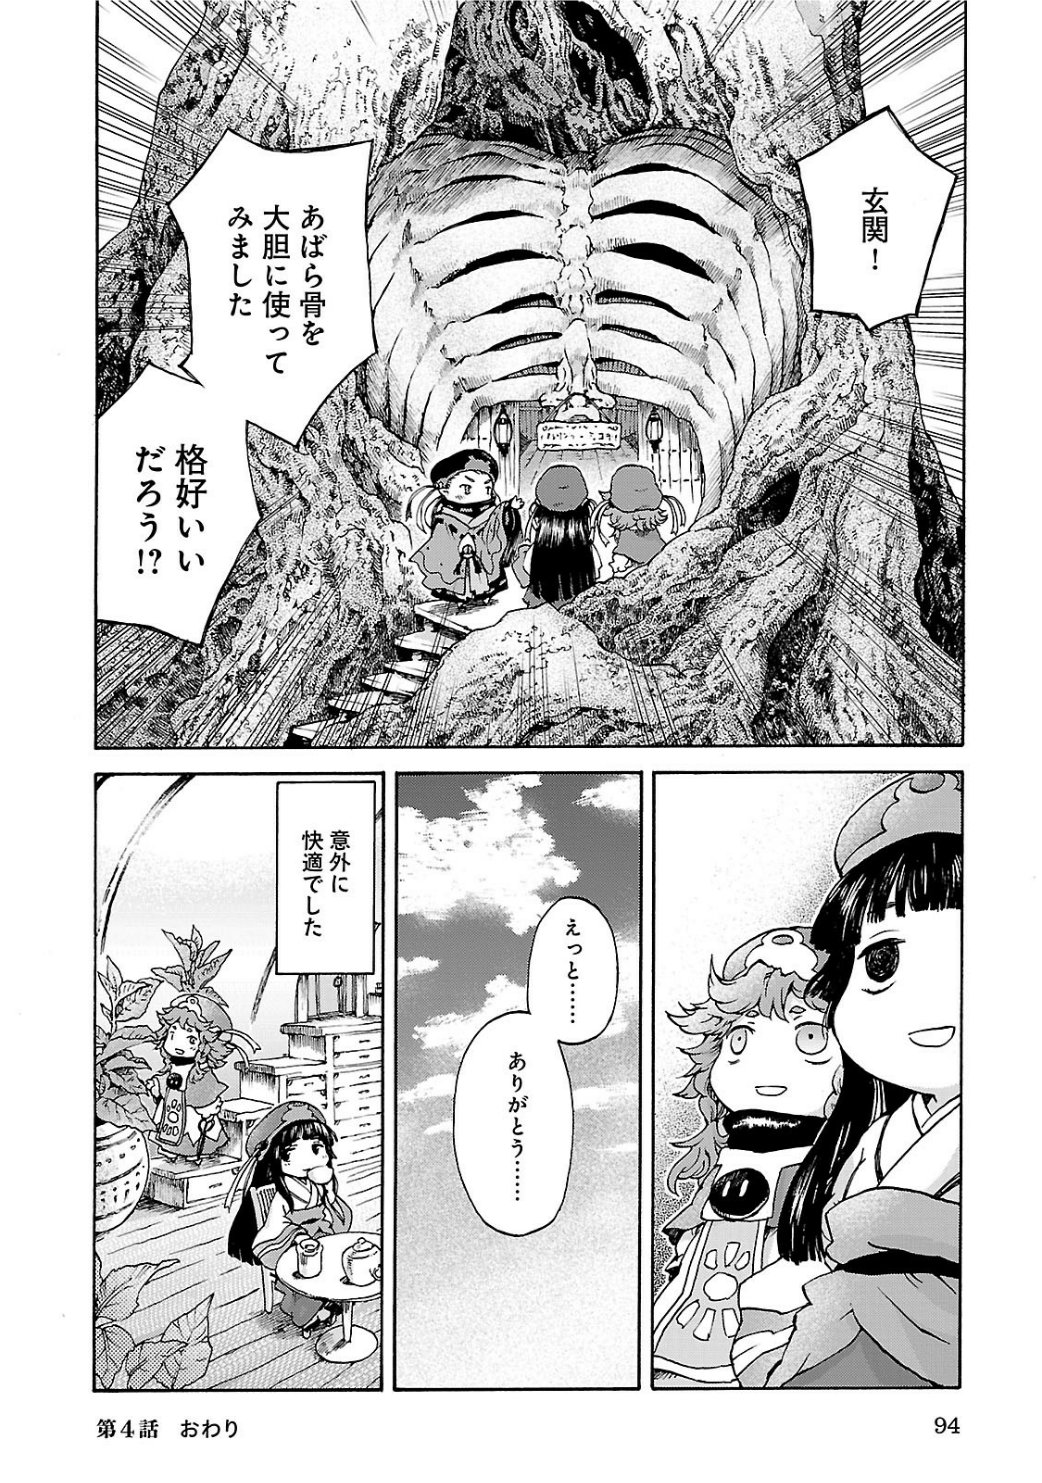 玄関！
あばら骨を
大胆に使って
みました
格好いい
だろう!?
えっと……
ありがとう……
意外に
快適でした
第4話　おわり
94